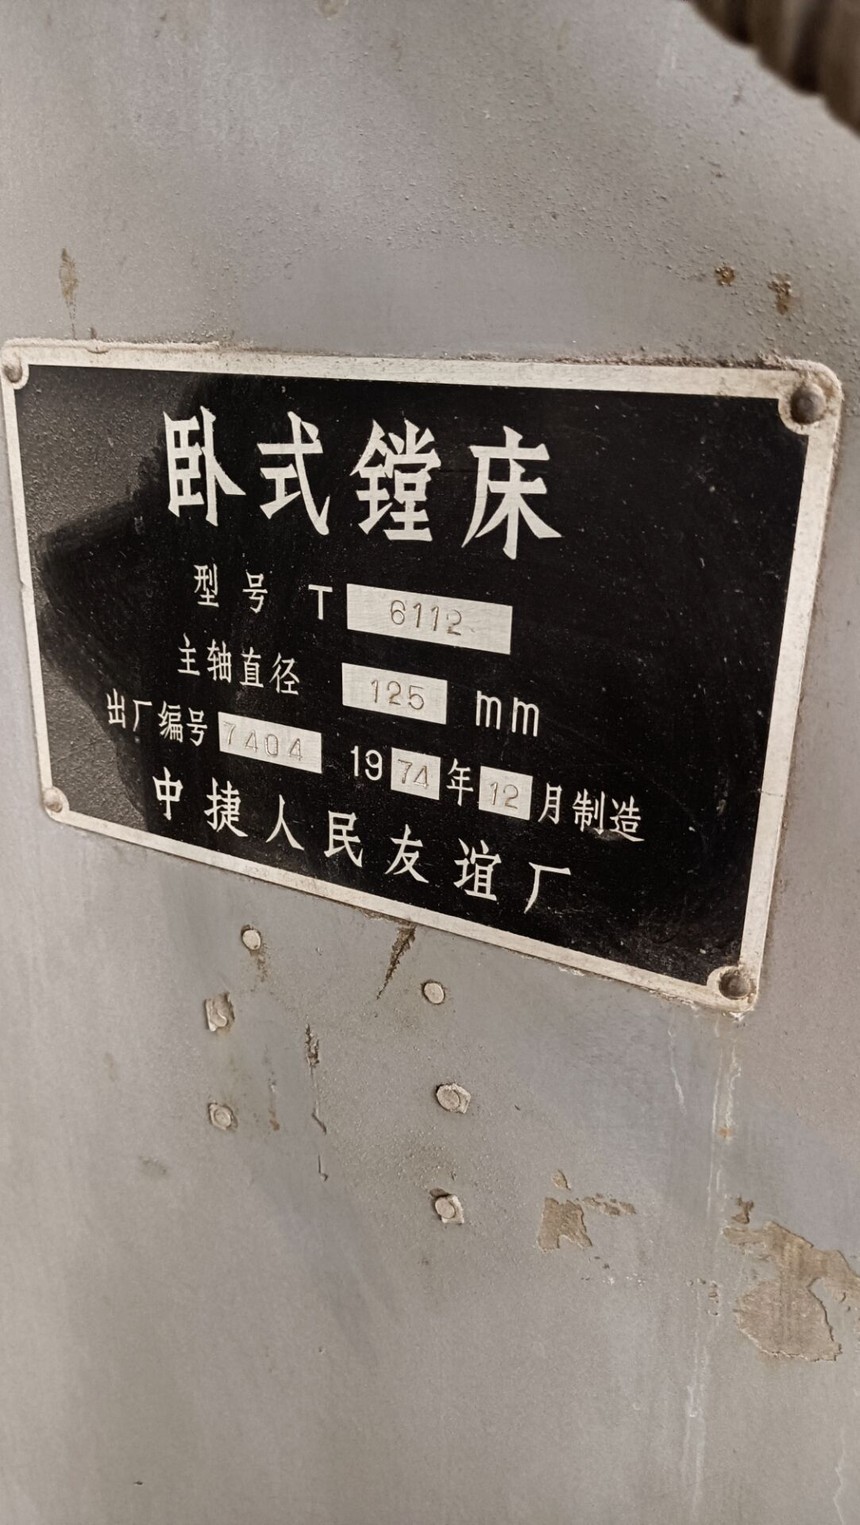 卧式镗床
型号 T 6112
主轴直径 125 mm
出厂编号 7404 1974年12月制造
中捷人民友谊厂